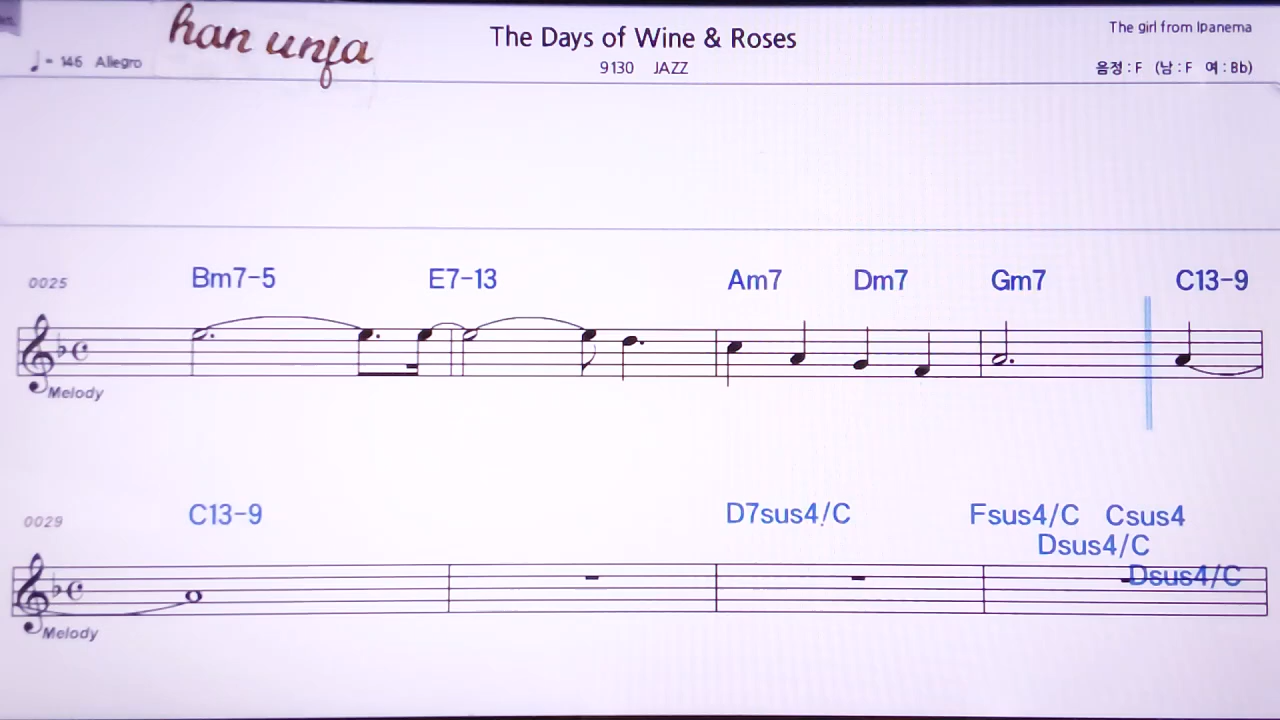 han unfa
The Days of Wine & Roses
The girl from Ipanema
♩= 146 Allegro
9130 JAZZ
음정 : F (남 : F 여 : Bb)
0025 Bm7-5 E7-13 Am7 Dm7 Gm7 C13-9
Melody
0029 C13-9 D7sus4/C Fsus4/C Csus4
Dsus4/C
Dsus4/C
Melody